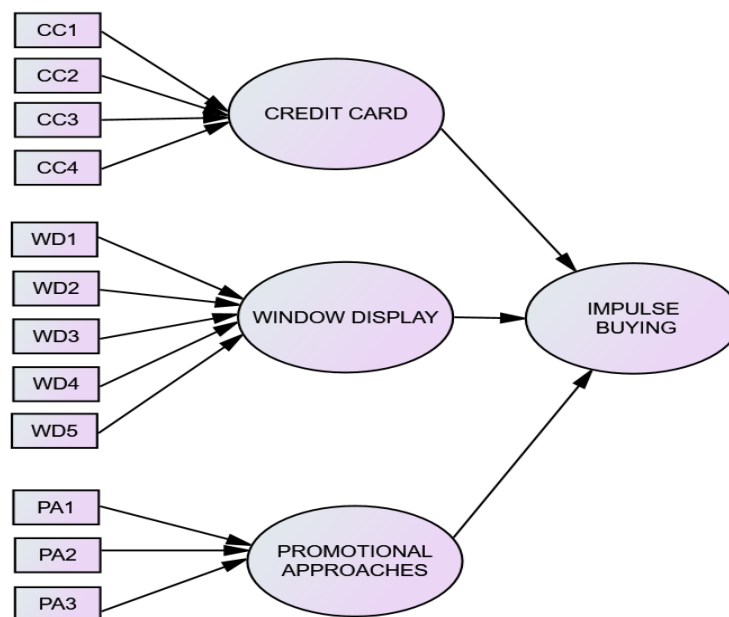 CC1
CC2
CC3
CC4
CREDIT CARD
WD1
WD2
WD3
WD4
WD5
WINDOW DISPLAY
IMPULSE
BUYING
PA1
PA2
PA3
PROMOTIONAL
APPROACHES